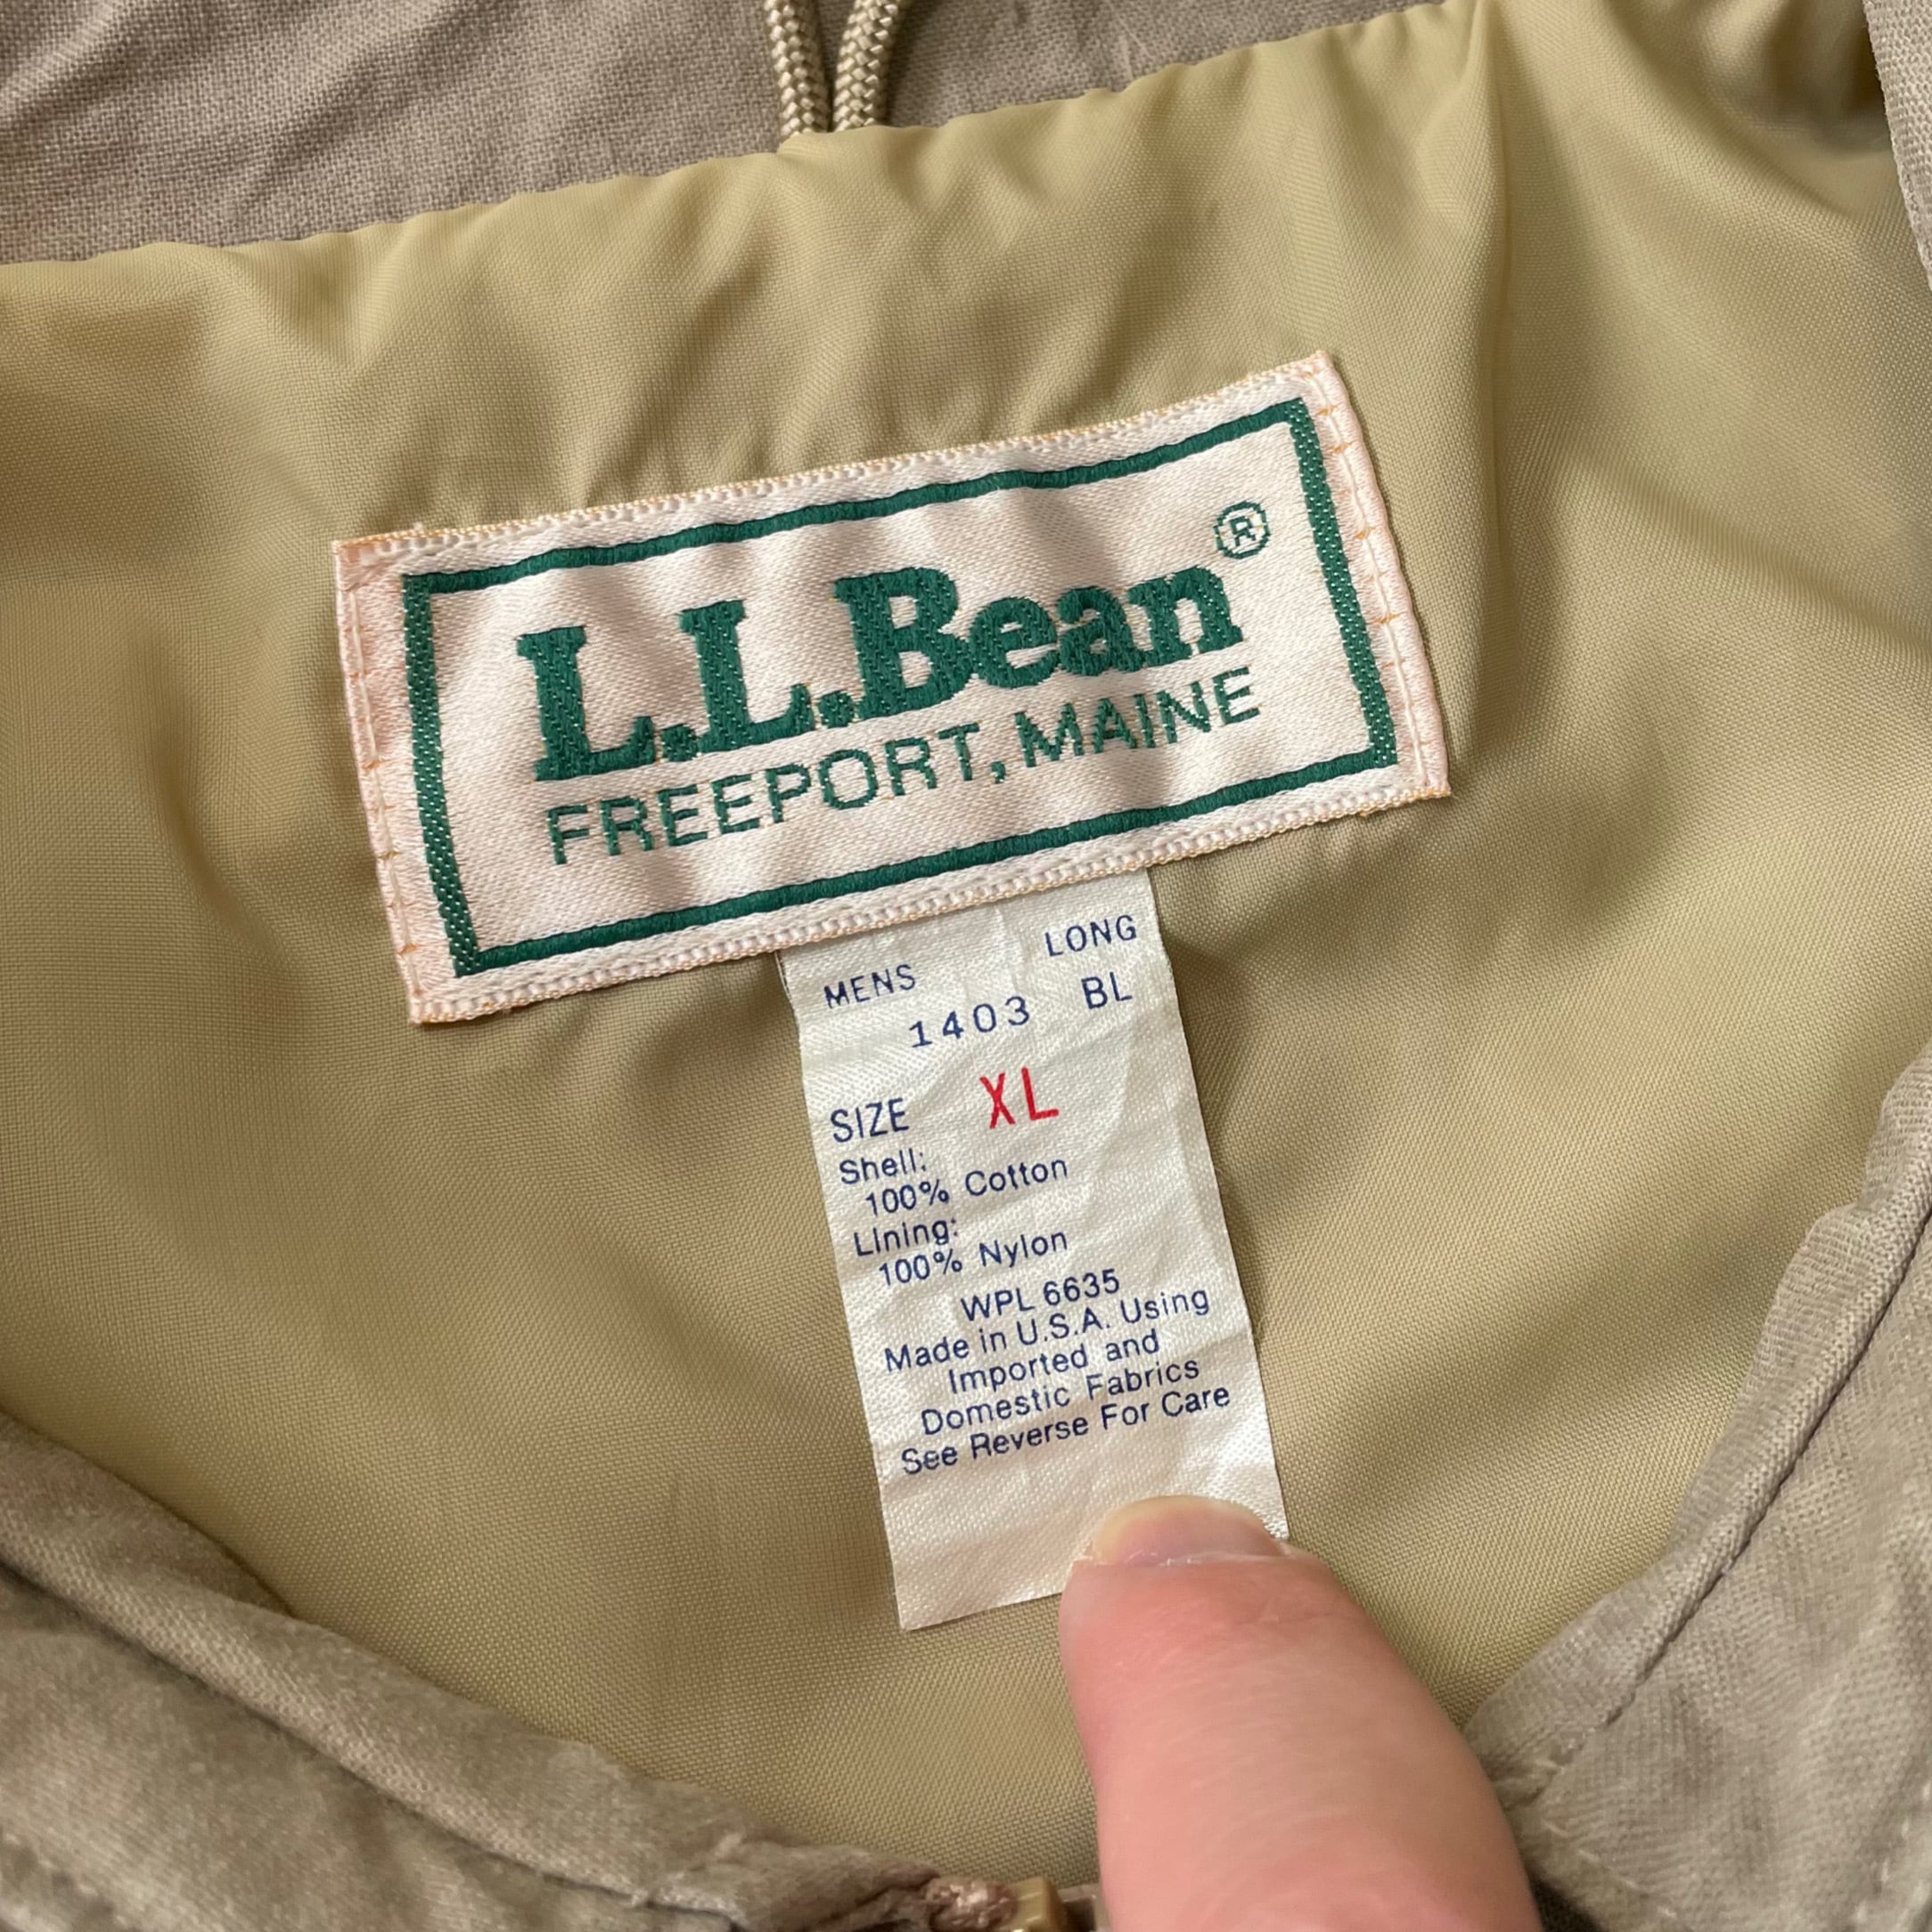 L.L.Bean®
FREEPORT, MAINE
MENS LONG
1403 BL
SIZE XL
Shell:
100% Cotton
Lining:
100% Nylon
WPL 6635
Made in U.S.A. Using
Imported and
Domestic Fabrics
See Reverse For Care